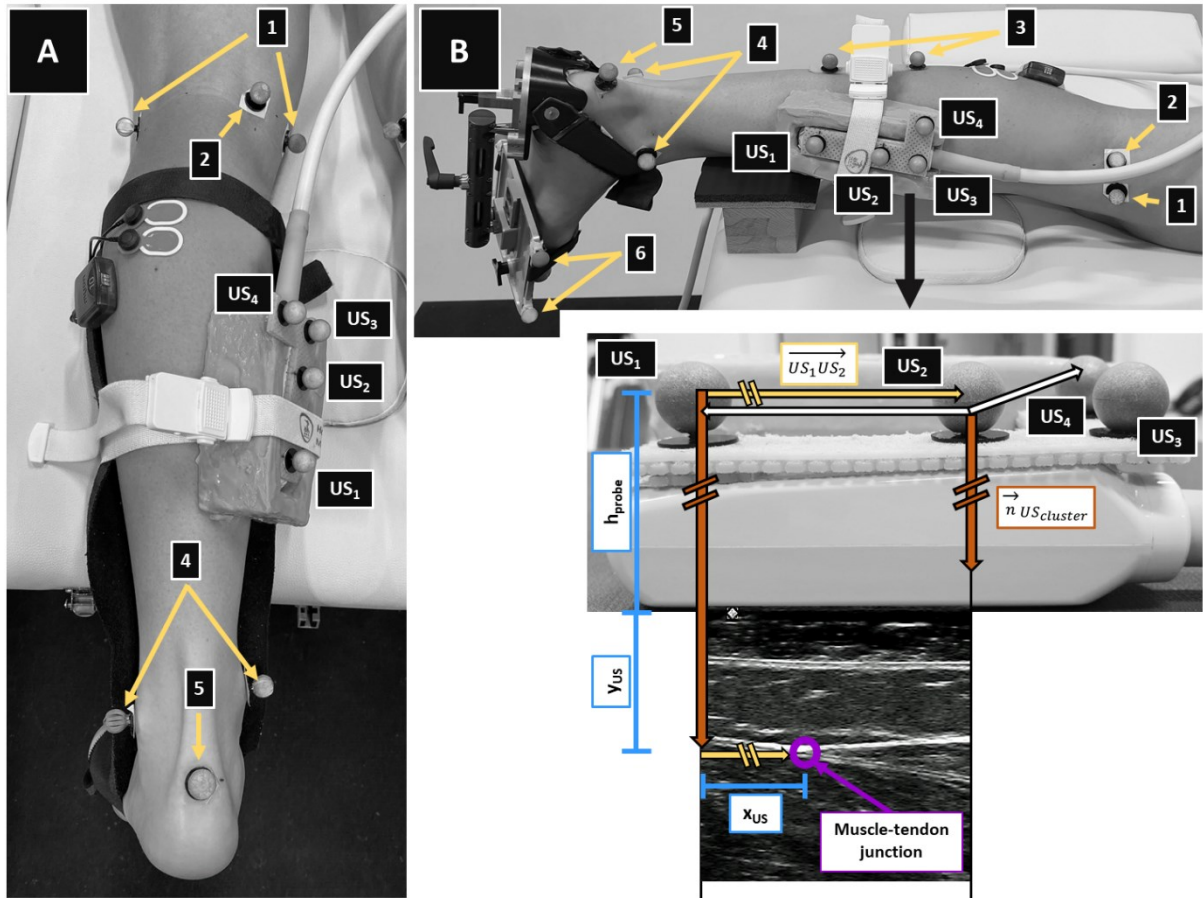 A
1
2
US4
US3
US2
US1
4
5
B
5
4
3
2
US4
US1
US2
US3
1
6
US1
US1US2
US2
US4
US3
hprobe
n UScluster
yUS
xUS
Muscle-tendon
junction